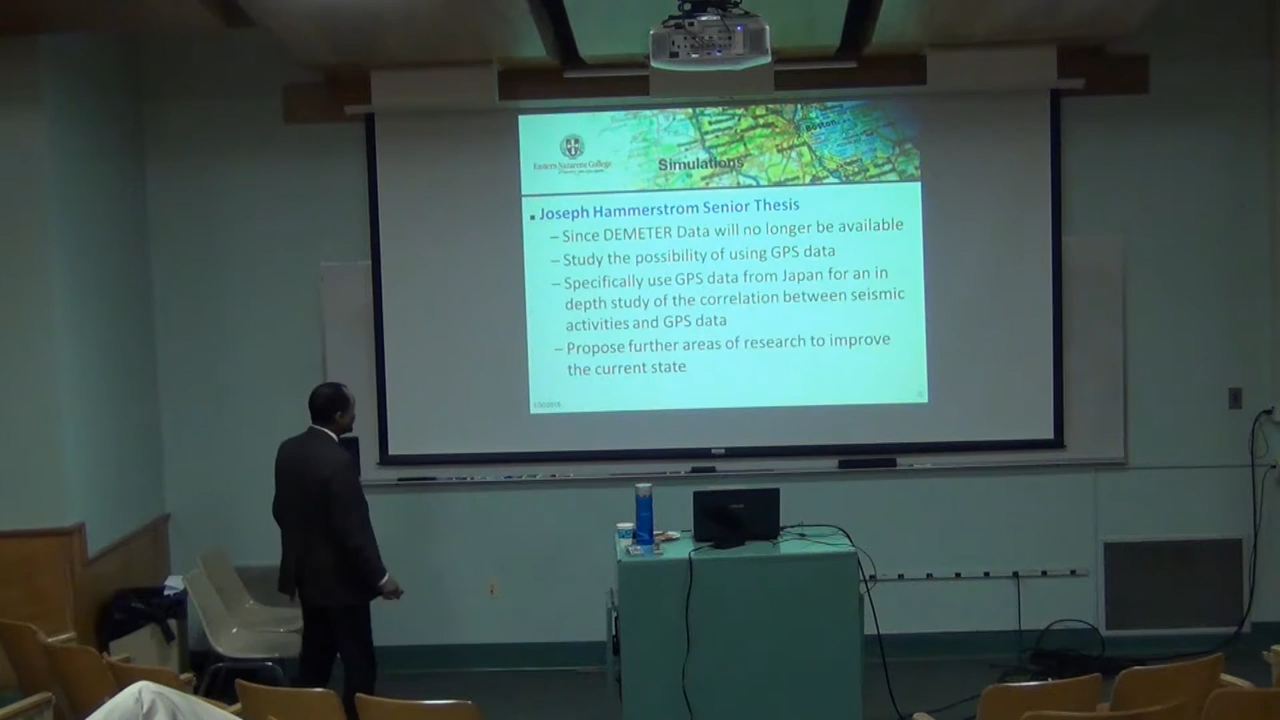 Boston
Eastern Nazarene College
Simulations
▪ Joseph Hammerstrom Senior Thesis
– Since DEMETER Data will no longer be available
– Study the possibility of using GPS data
– Specifically use GPS data from Japan for an in
depth study of the correlation between seismic
activities and GPS data
– Propose further areas of research to improve
the current state